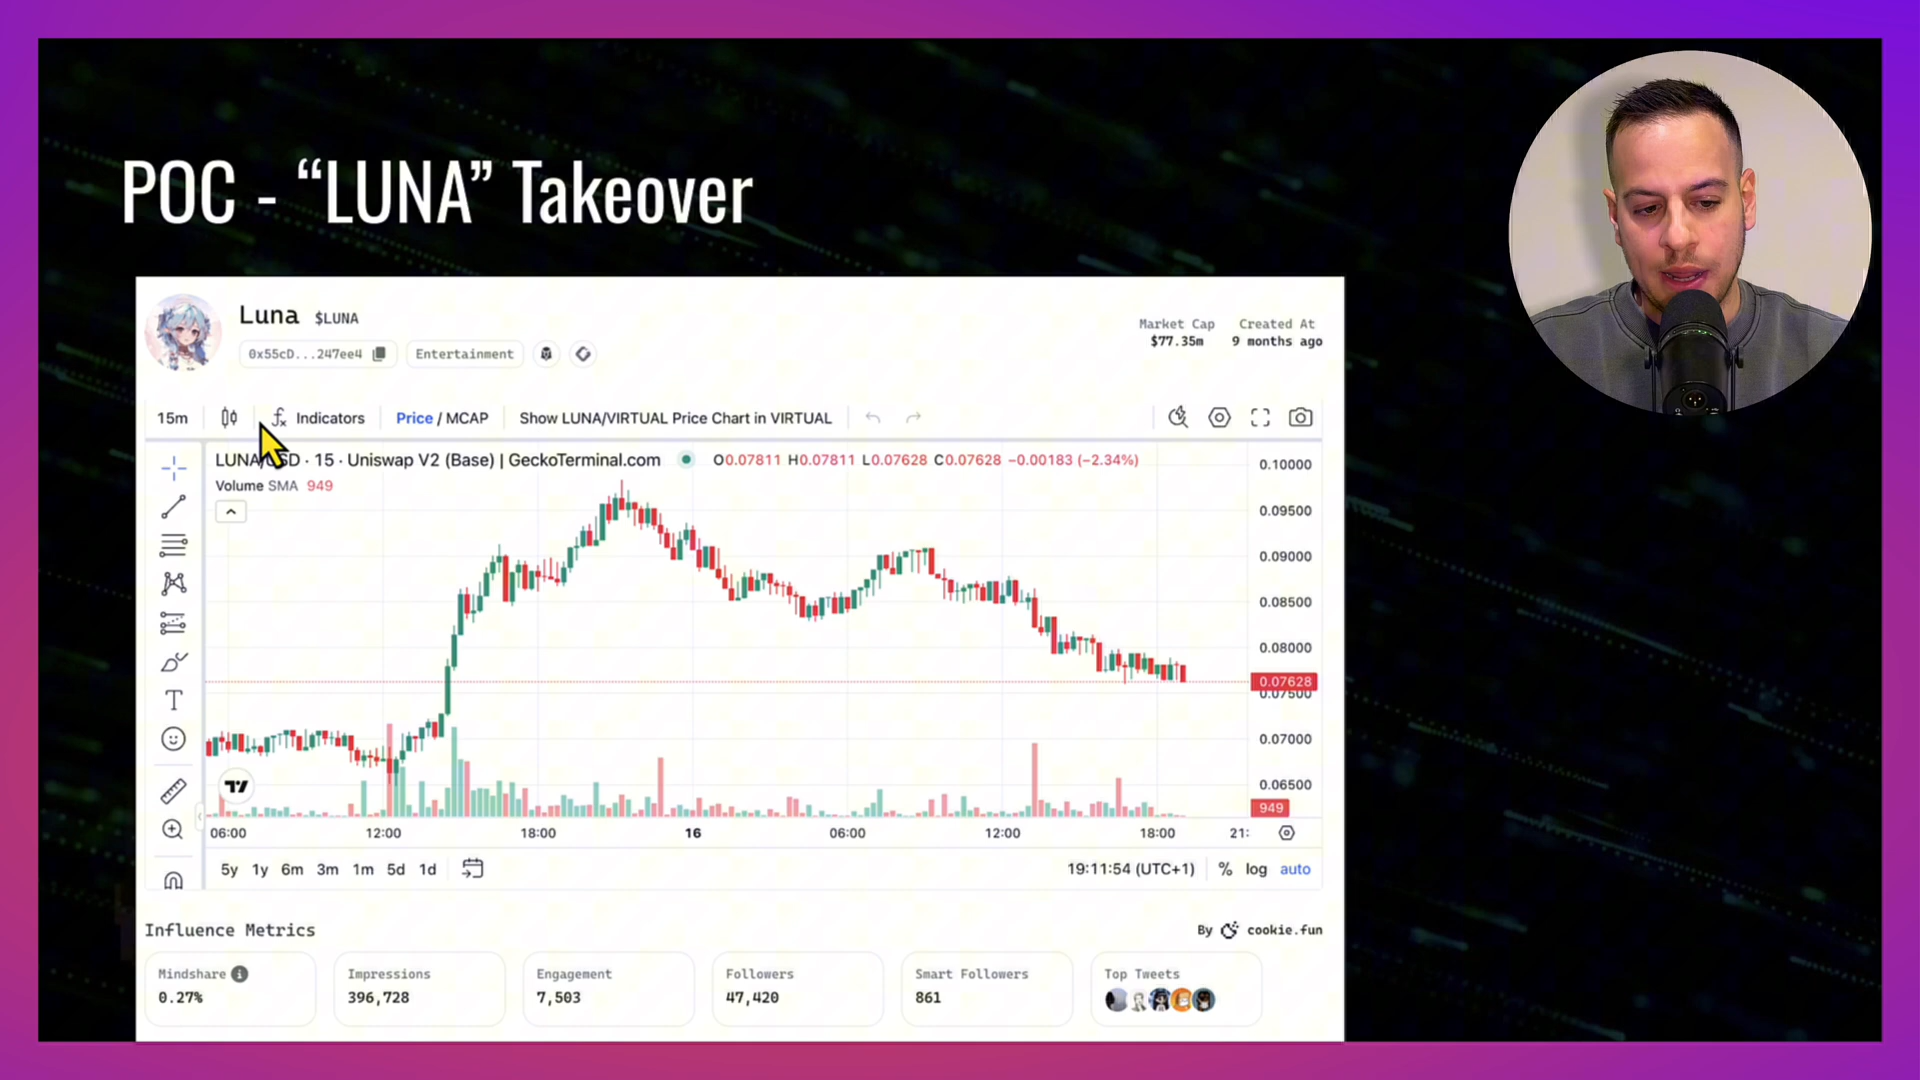 POC - “LUNA” Takeover
Luna $LUNA
0x55cD...247ee4 Entertainment
Market Cap Created At
$77.35m 9 months ago
15m Indicators Price / MCAP Show LUNA/VIRTUAL Price Chart in VIRTUAL
LUNA/USD · 15 · Uniswap V2 (Base) | GeckoTerminal.com O0.07811 H0.07811 L0.07628 C0.07628 −0.00183 (−2.34%)
Volume SMA 949
0.10000
0.09500
0.09000
0.08500
0.08000
0.07628
0.07500
0.07000
0.06500
949
06:00 12:00 18:00 16 06:00 12:00 18:00 21:
5y 1y 6m 3m 1m 5d 1d 19:11:54 (UTC+1) % log auto
Influence Metrics By cookie.fun
Mindshare Impressions Engagement Followers Smart Followers Top Tweets
0.27% 396,728 7,503 47,420 861